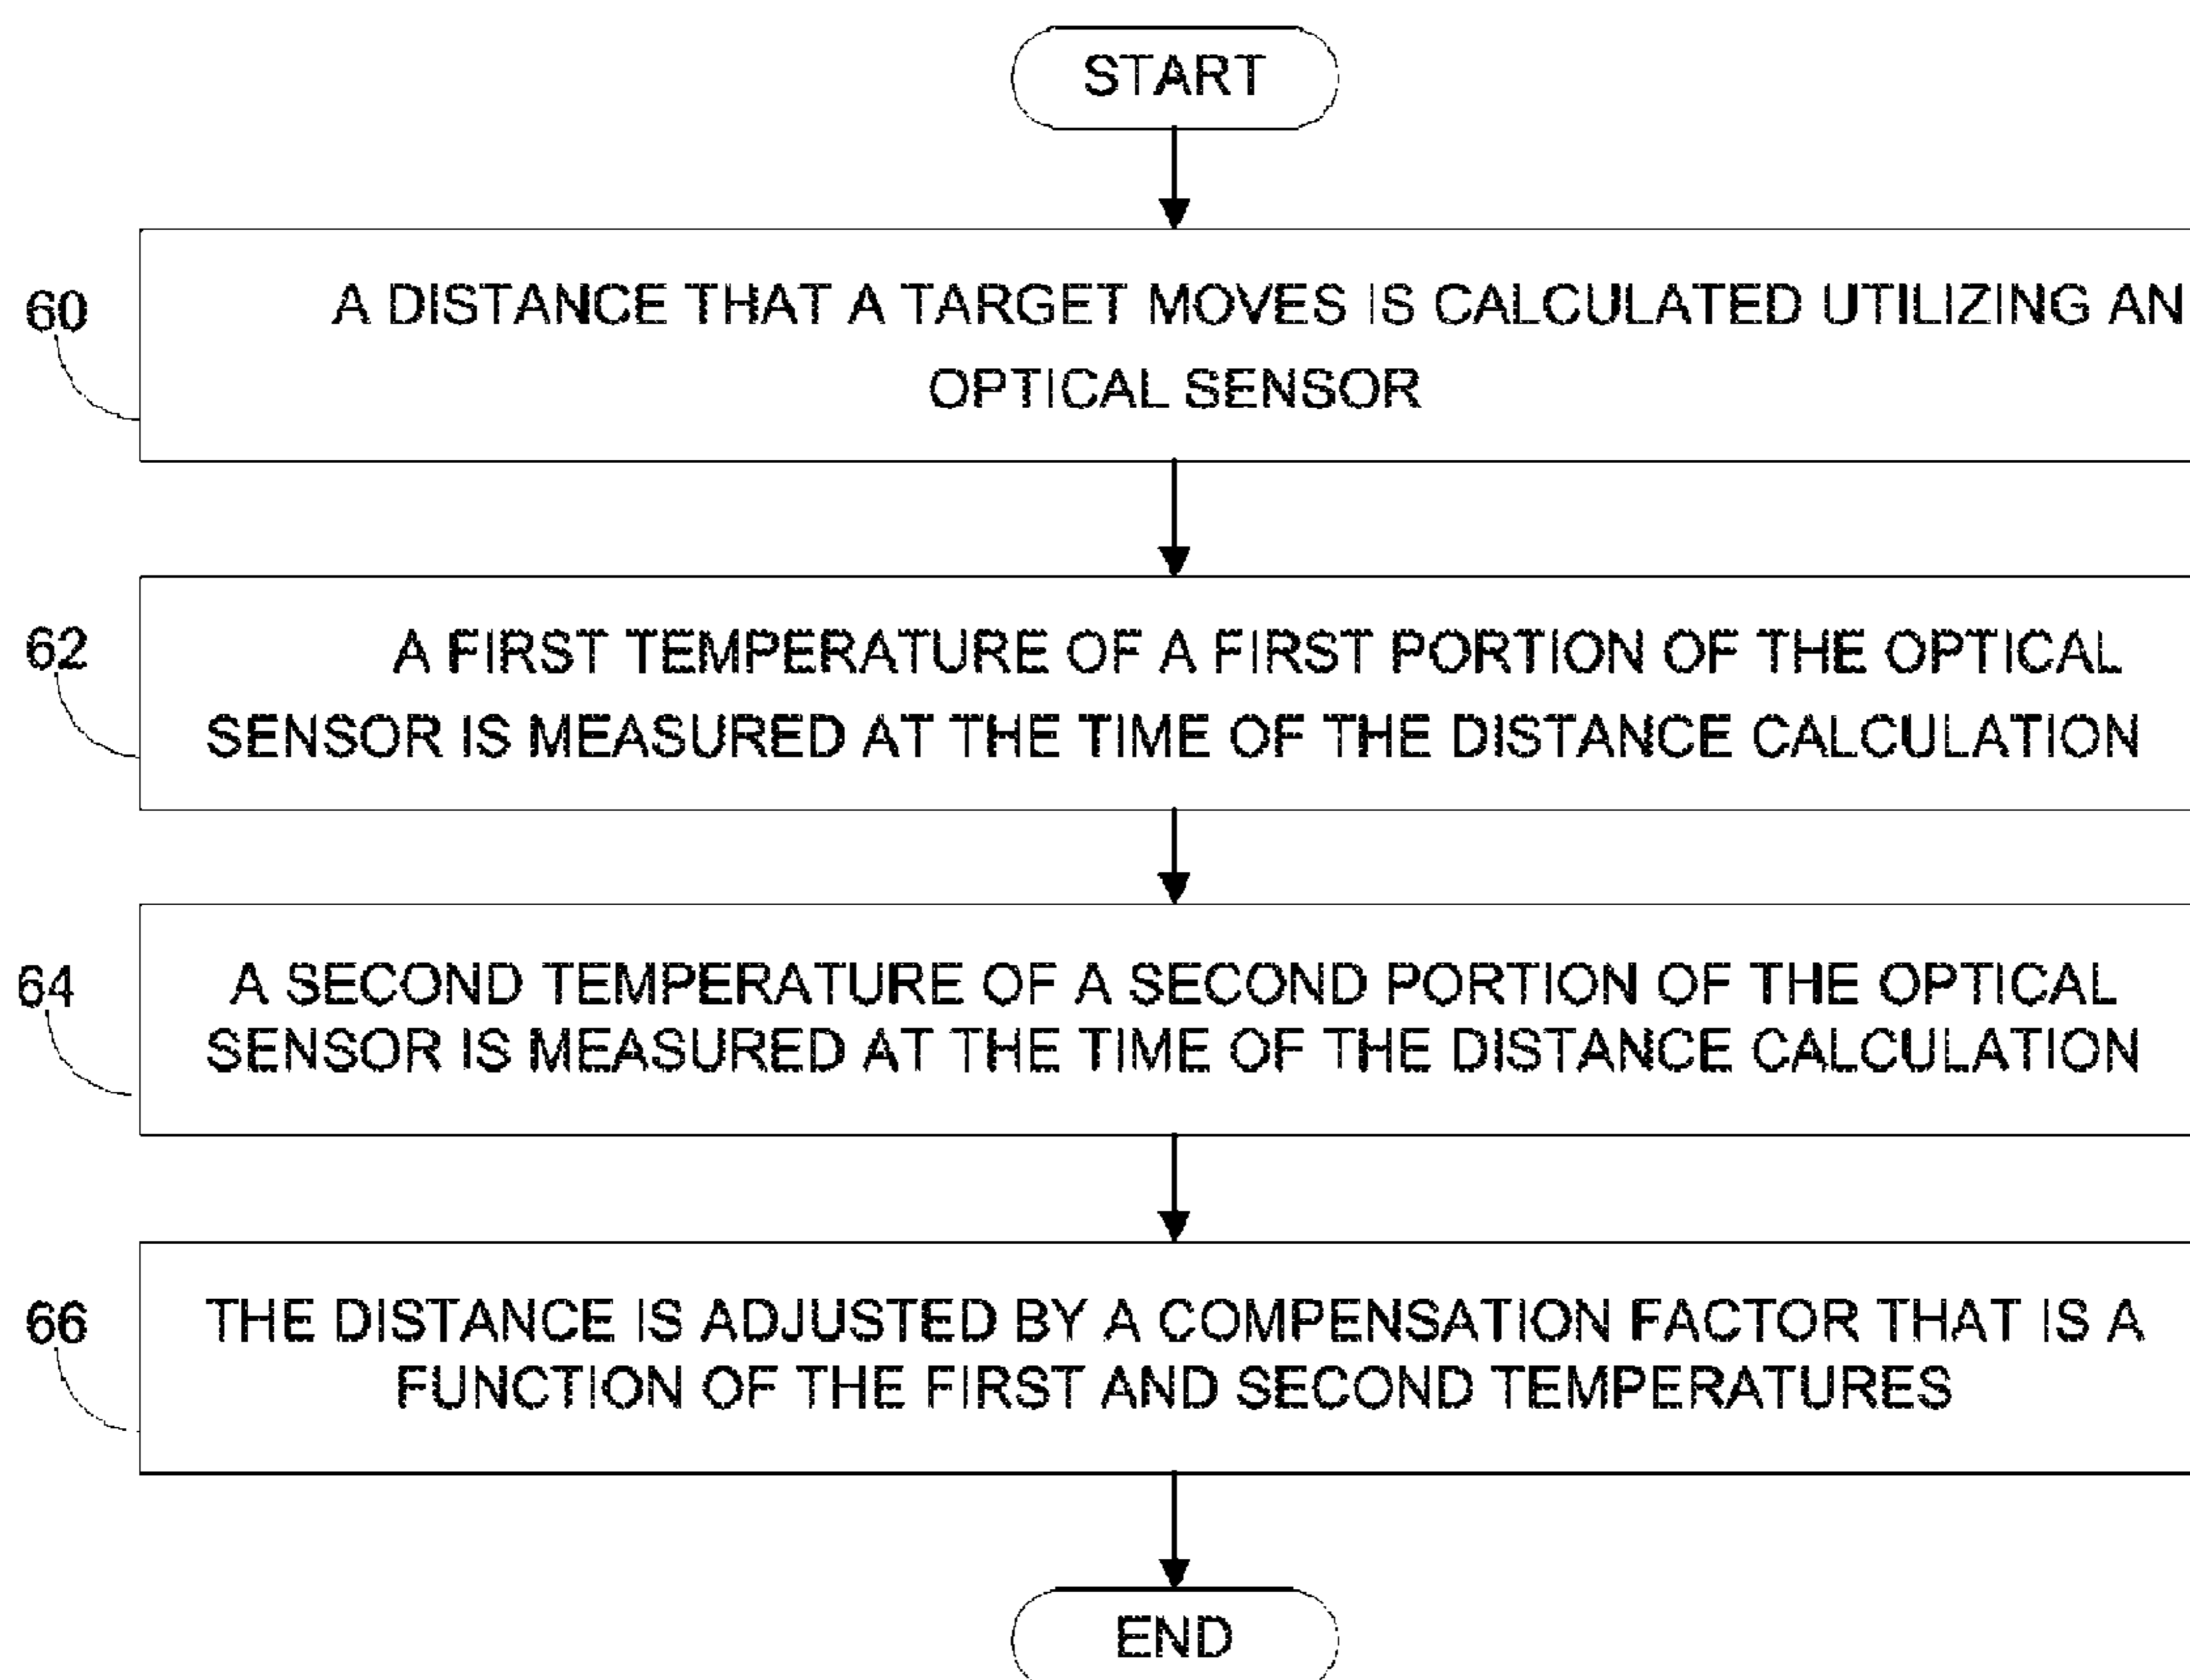 START
60
A DISTANCE THAT A TARGET MOVES IS CALCULATED UTILIZING AN
OPTICAL SENSOR
62
A FIRST TEMPERATURE OF A FIRST PORTION OF THE OPTICAL
SENSOR IS MEASURED AT THE TIME OF THE DISTANCE CALCULATION
64
A SECOND TEMPERATURE OF A SECOND PORTION OF THE OPTICAL
SENSOR IS MEASURED AT THE TIME OF THE DISTANCE CALCULATION
66
THE DISTANCE IS ADJUSTED BY A COMPENSATION FACTOR THAT IS A
FUNCTION OF THE FIRST AND SECOND TEMPERATURES
END